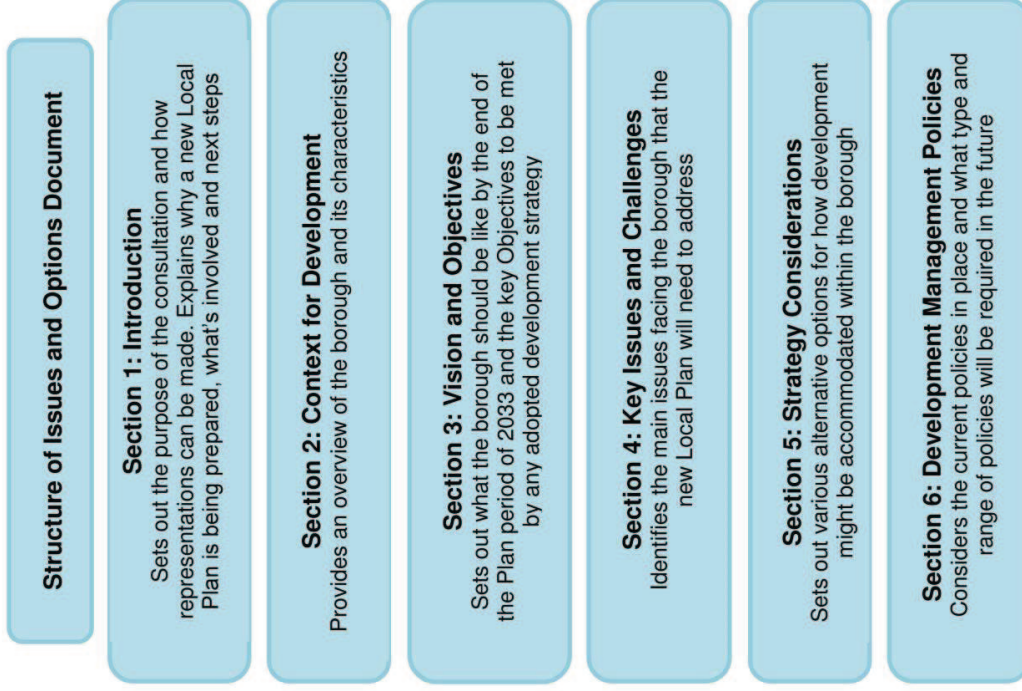 Structure of Issues and Options Document
Section 1: Introduction
Sets out the purpose of the consultation and how
representations can be made. Explains why a new Local
Plan is being prepared, what's involved and next steps
Section 2: Context for Development
Provides an overview of the borough and its characteristics
Section 3: Vision and Objectives
Sets out what the borough should be like by the end of
the Plan period of 2033 and the key Objectives to be met
by any adopted development strategy
Section 4: Key Issues and Challenges
Identifies the main issues facing the borough that the
new Local Plan will need to address
Section 5: Strategy Considerations
Sets out various alternative options for how development
might be accommodated within the borough
Section 6: Development Management Policies
Considers the current policies in place and what type and
range of policies will be required in the future